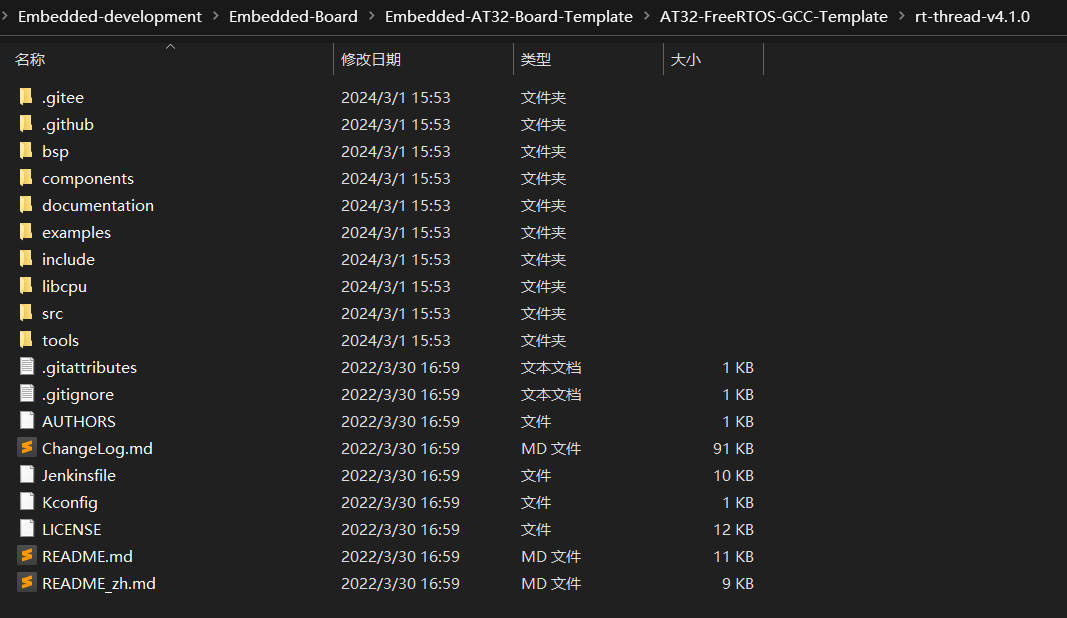 Embedded-development > Embedded-Board > Embedded-AT32-Board-Template > AT32-FreeRTOS-GCC-Template > rt-thread-v4.1.0
名称 修改日期 类型 大小
.gitee 2024/3/1 15:53 文件夹
.github 2024/3/1 15:53 文件夹
bsp 2024/3/1 15:53 文件夹
components 2024/3/1 15:53 文件夹
documentation 2024/3/1 15:53 文件夹
examples 2024/3/1 15:53 文件夹
include 2024/3/1 15:53 文件夹
libcpu 2024/3/1 15:53 文件夹
src 2024/3/1 15:53 文件夹
tools 2024/3/1 15:53 文件夹
.gitattributes 2022/3/30 16:59 文本文档 1 KB
.gitignore 2022/3/30 16:59 文本文档 1 KB
AUTHORS 2022/3/30 16:59 文件 1 KB
ChangeLog.md 2022/3/30 16:59 MD 文件 91 KB
Jenkinsfile 2022/3/30 16:59 文件 10 KB
Kconfig 2022/3/30 16:59 文件 1 KB
LICENSE 2022/3/30 16:59 文件 12 KB
README.md 2022/3/30 16:59 MD 文件 11 KB
README_zh.md 2022/3/30 16:59 MD 文件 9 KB